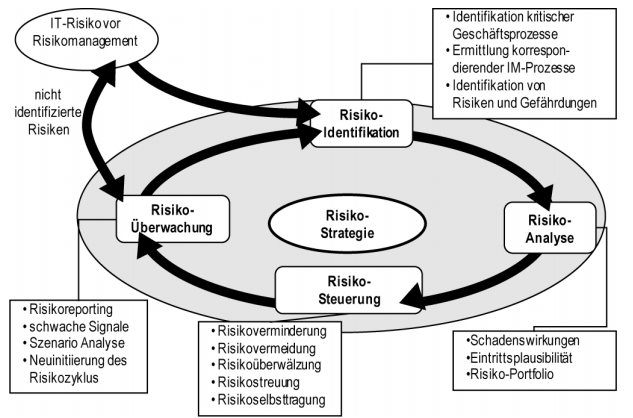 IT-Risiko vor
Risikomanagement
• Identifikation kritischer
Geschäftsprozesse
• Ermittlung korrespon-
dierender IM-Prozesse
• Identifikation von
Risiken und Gefährdungen
nicht
identifizierte
Risiken
Risiko-
Identifikation
Risiko-
Überwachung
Risiko-
Strategie
Risiko-
Analyse
Risiko-
Steuerung
• Risikoreporting
• schwache Signale
• Szenario Analyse
• Neuinitiierung des
Risikozyklus
• Risikoverminderung
• Risikovermeidung
• Risikoüberwälzung
• Risikostreuung
• Risikoselbsttragung
• Schadenswirkungen
• Eintrittsplausibilität
• Risiko-Portfolio